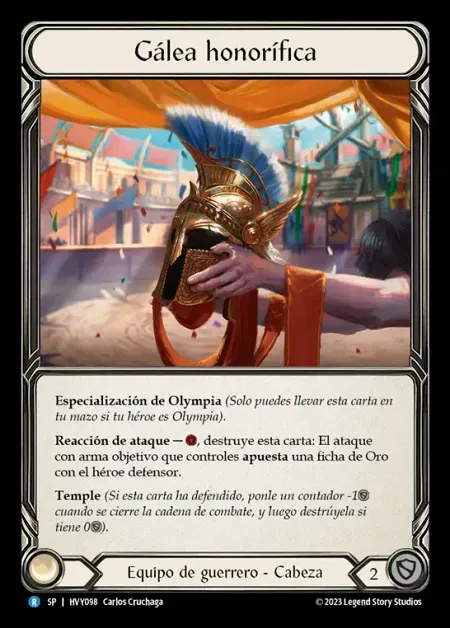 Gálea honorífica
Especialización de Olympia (Solo puedes llevar esta carta en
tu mazo si tu héroe es Olympia).
Reacción de ataque — , destruye esta carta: El ataque
con arma objetivo que controles apuesta una ficha de Oro
con el héroe defensor.
Temple (Si esta carta ha defendido, ponle un contador -1
cuando se cierre la cadena de combate, y luego destrúyela si
tiene 0).
Equipo de guerrero - Cabeza
2
R SP | HVY098 Carlos Cruchaga
© 2023 Legend Story Studios